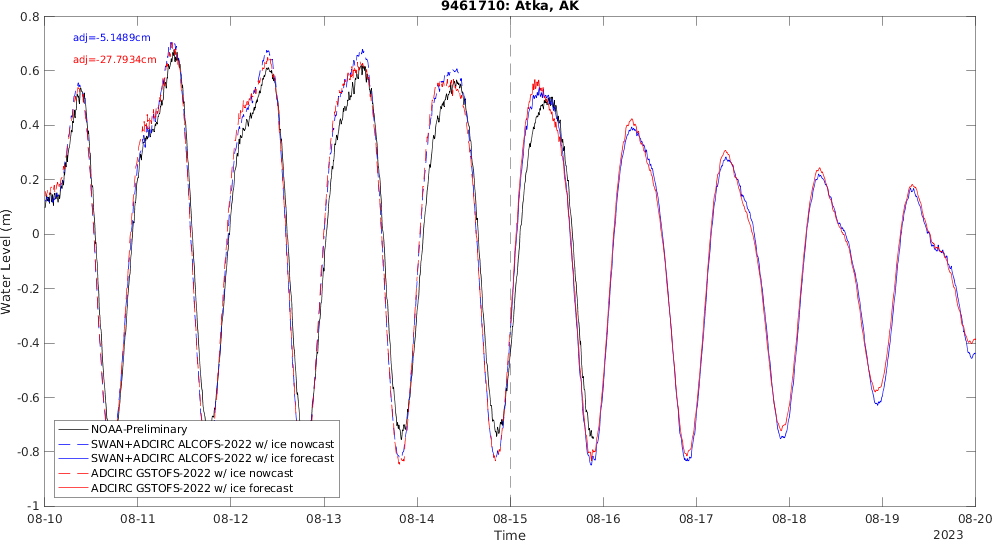 9461710: Atka, AK
adj=-5.1489cm
adj=-27.7934cm
0.8
0.6
0.4
0.2
0
-0.2
-0.4
-0.6
-0.8
-1
Water Level (m)
NOAA-Preliminary
SWAN+ADCIRC ALCOFS-2022 w/ ice nowcast
SWAN+ADCIRC ALCOFS-2022 w/ ice forecast
ADCIRC GSTOFS-2022 w/ ice nowcast
ADCIRC GSTOFS-2022 w/ ice forecast
08-10 08-11 08-12 08-13 08-14 08-15 08-16 08-17 08-18 08-19 08-20
Time
2023